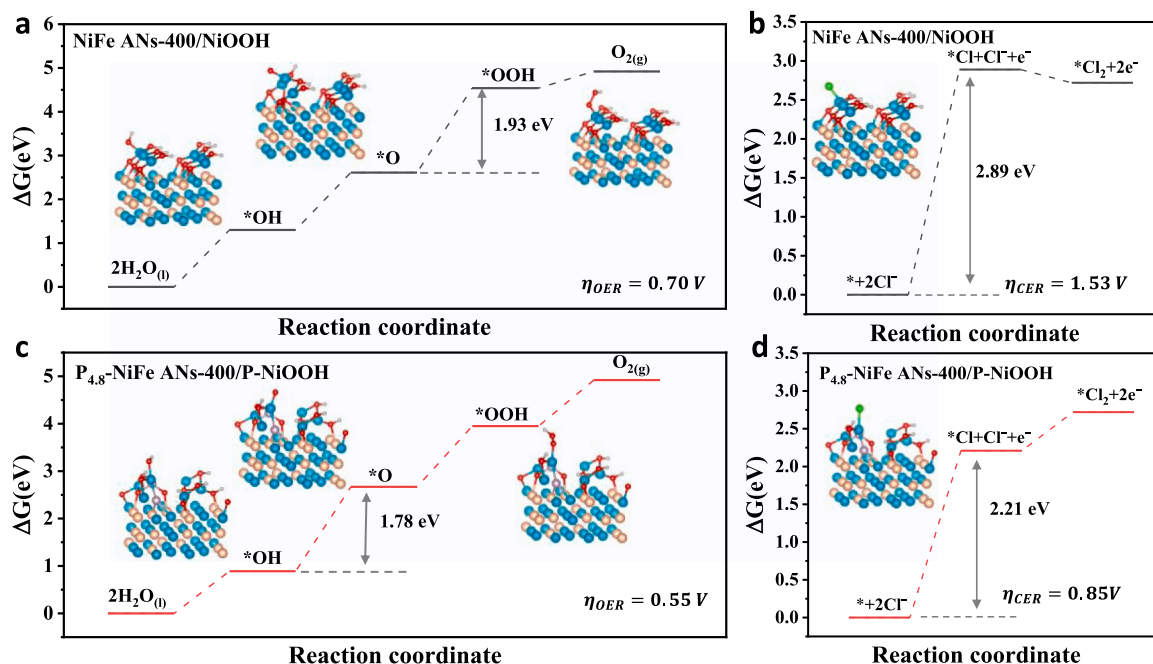 a
NiFe ANs-400/NiOOH
ΔG(eV)
6
5
4
3
2
1
0
2H₂O₍ₗ₎
*OH
*O
*OOH
O₂₍g₎
1.93 eV
η_OER = 0.70 V
Reaction coordinate
b
NiFe ANs-400/NiOOH
ΔG(eV)
3.5
3.0
2.5
2.0
1.5
1.0
0.5
0.0
*+2Cl⁻
*Cl+Cl⁻+e⁻
*Cl₂+2e⁻
2.89 eV
η_CER = 1.53 V
Reaction coordinate
c
P₄.₈-NiFe ANs-400/P-NiOOH
ΔG(eV)
5
4
3
2
1
0
2H₂O₍ₗ₎
*OH
*O
*OOH
O₂₍g₎
1.78 eV
η_OER = 0.55 V
Reaction coordinate
d
P₄.₈-NiFe ANs-400/P-NiOOH
ΔG(eV)
3.5
3.0
2.5
2.0
1.5
1.0
0.5
0.0
*+2Cl⁻
*Cl+Cl⁻+e⁻
*Cl₂+2e⁻
2.21 eV
η_CER = 0.85V
Reaction coordinate